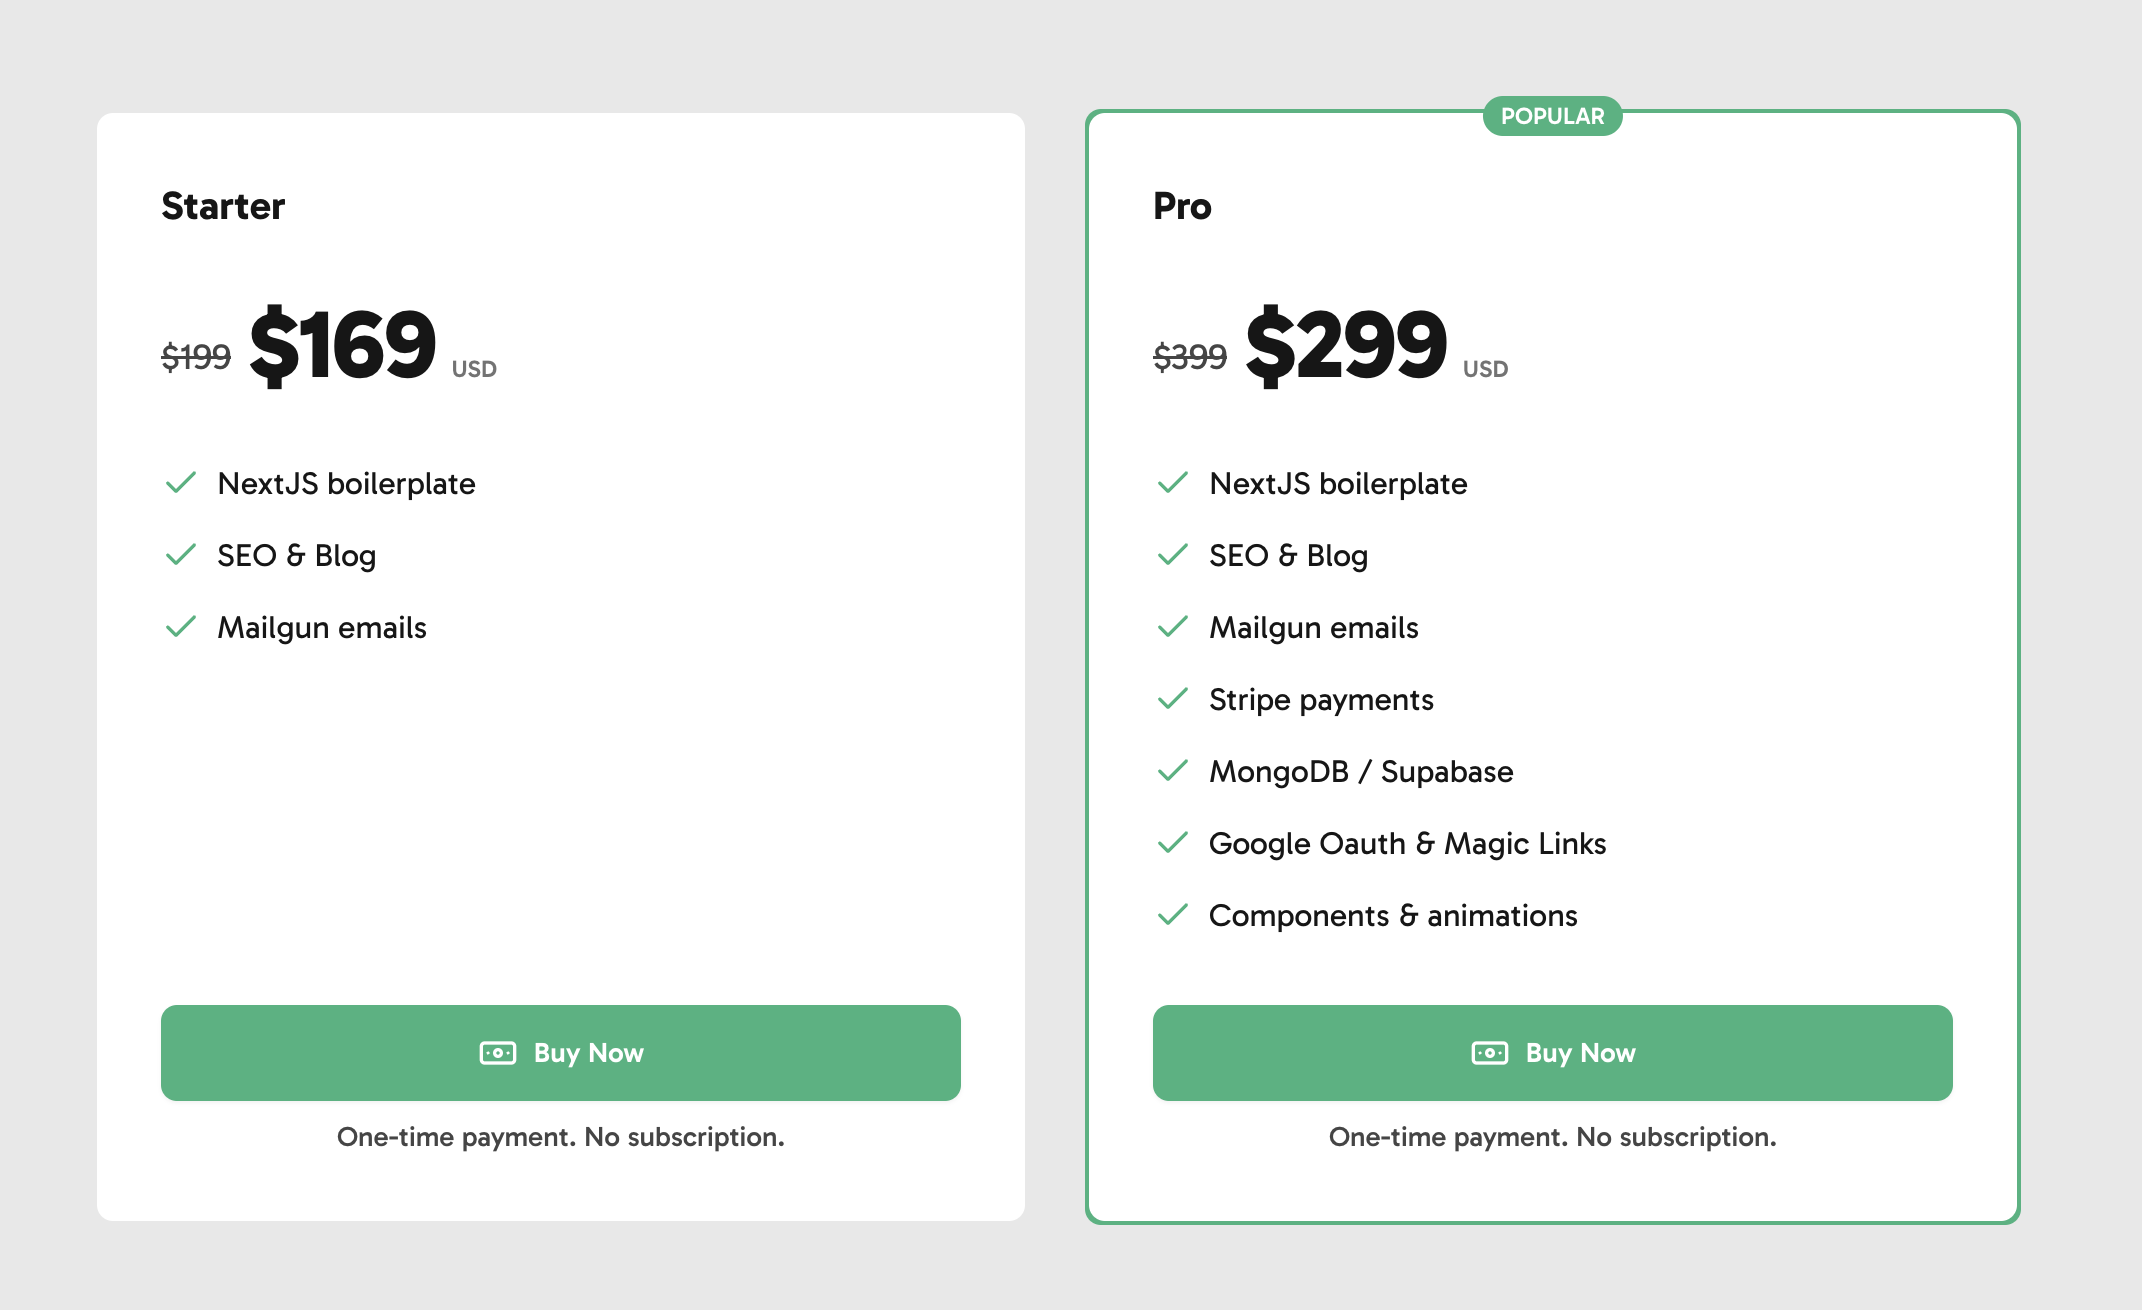 Starter
$199 $169 USD
NextJS boilerplate
SEO & Blog
Mailgun emails
Buy Now
One-time payment. No subscription.
POPULAR
Pro
$399 $299 USD
NextJS boilerplate
SEO & Blog
Mailgun emails
Stripe payments
MongoDB / Supabase
Google Oauth & Magic Links
Components & animations
Buy Now
One-time payment. No subscription.